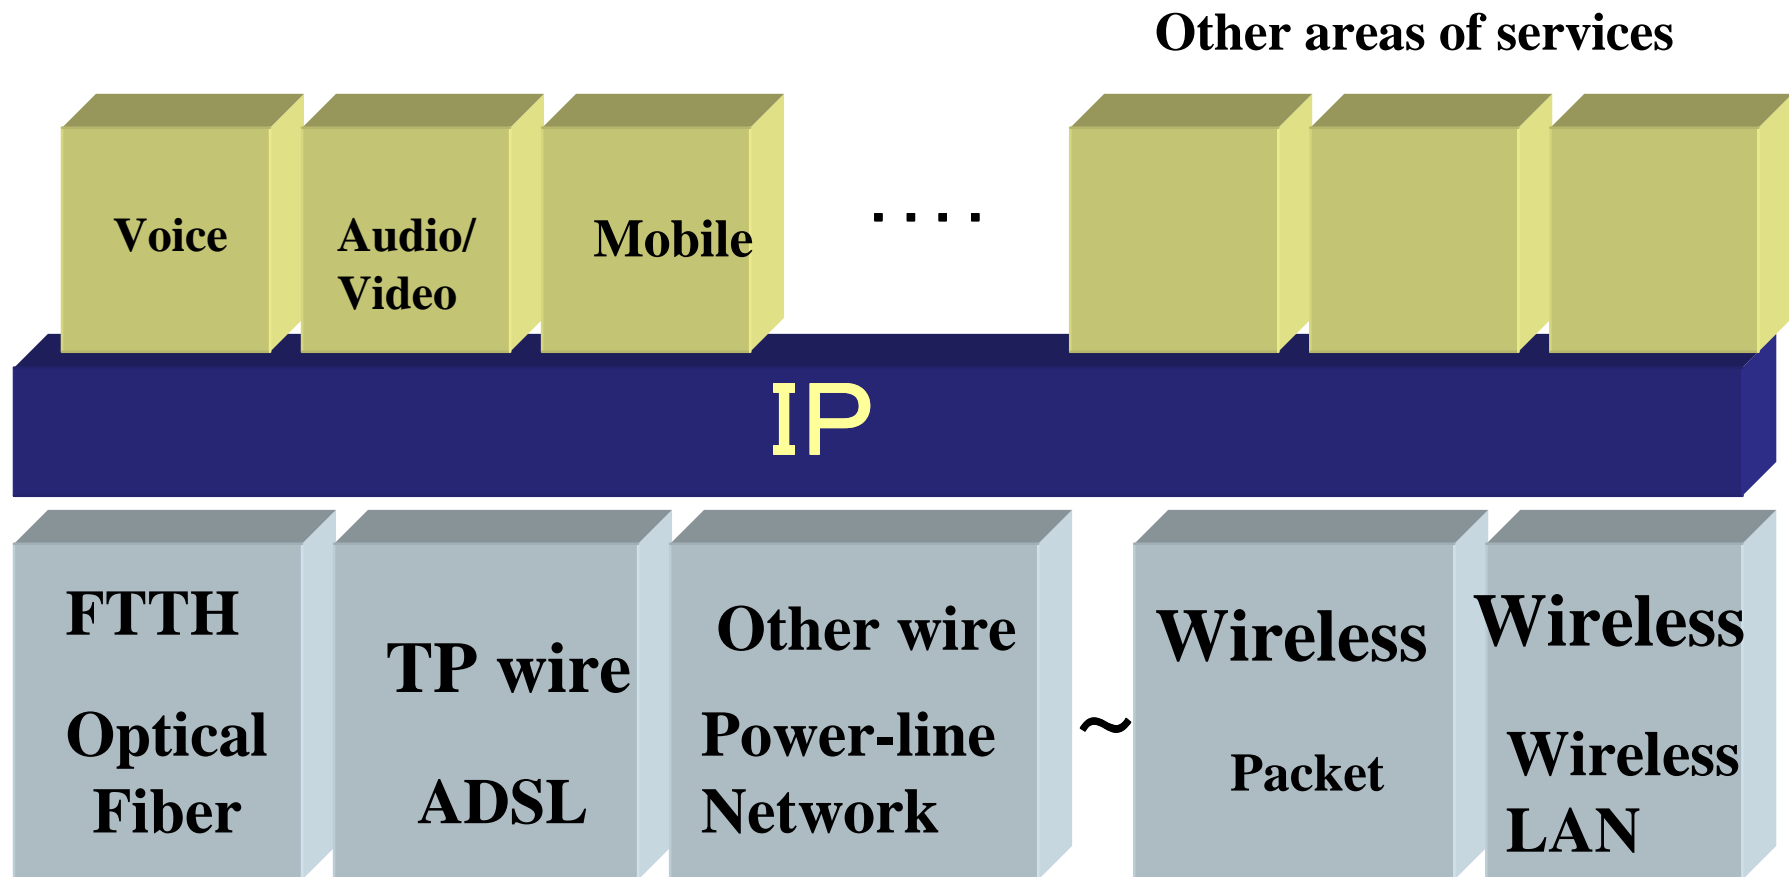 Other areas of services
Voice
Audio/
Video
Mobile
. . . .
IP
FTTH
Optical
Fiber
TP wire
ADSL
Other wire
Power-line
Network
~
Wireless
Packet
Wireless
Wireless
LAN